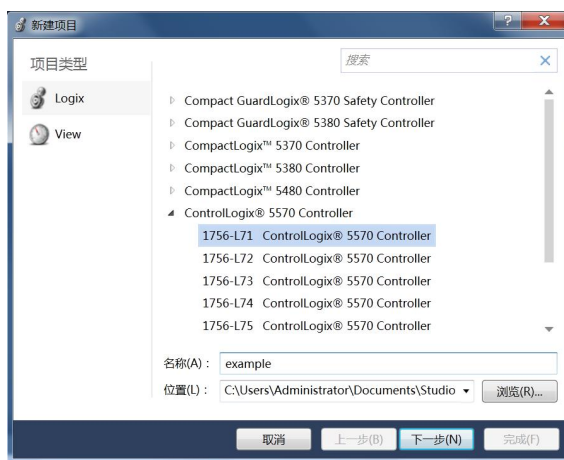 新建项目
项目类型
搜索
Logix
View
Compact GuardLogix® 5370 Safety Controller
Compact GuardLogix® 5380 Safety Controller
CompactLogix™ 5370 Controller
CompactLogix™ 5380 Controller
CompactLogix™ 5480 Controller
ControlLogix® 5570 Controller
1756-L71 ControlLogix® 5570 Controller
1756-L72 ControlLogix® 5570 Controller
1756-L73 ControlLogix® 5570 Controller
1756-L74 ControlLogix® 5570 Controller
1756-L75 ControlLogix® 5570 Controller
名称(A)： example
位置(L)： C:\Users\Administrator\Documents\Studio 浏览(R)...
取消 上一步(B) 下一步(N) 完成(F)